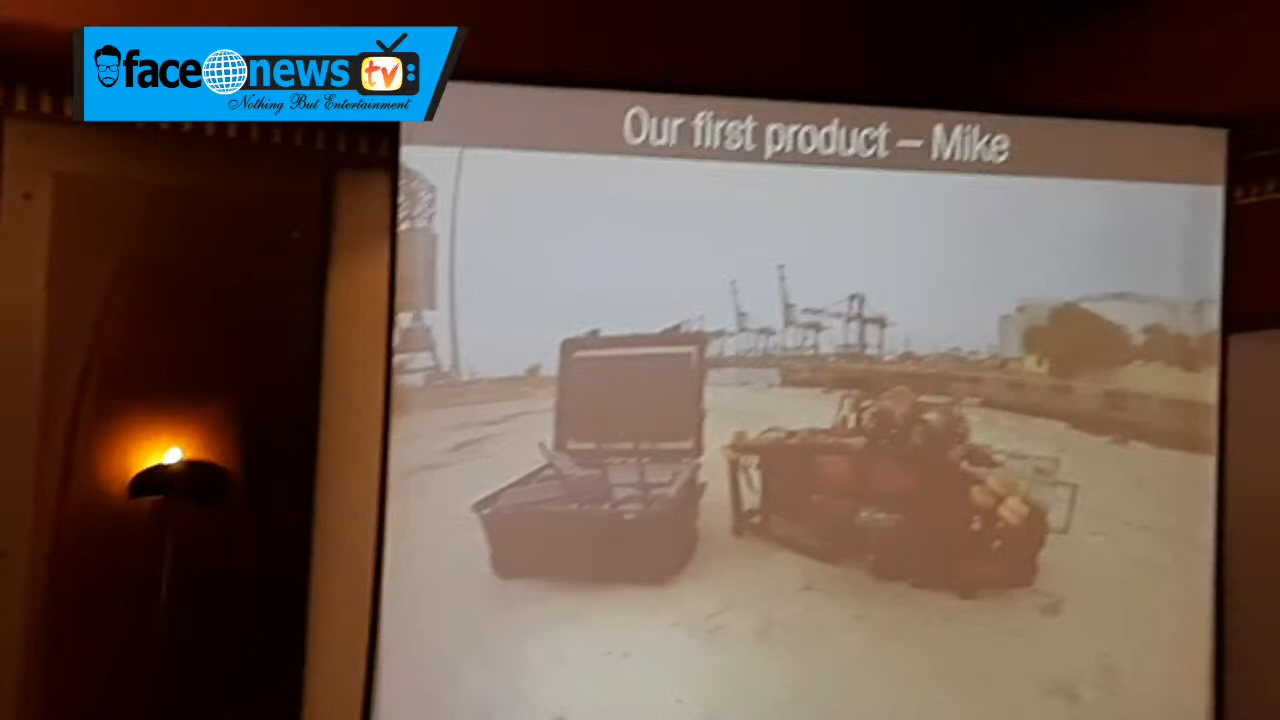 face news tv:
Nothing But Entertainment
Our first product – Mike